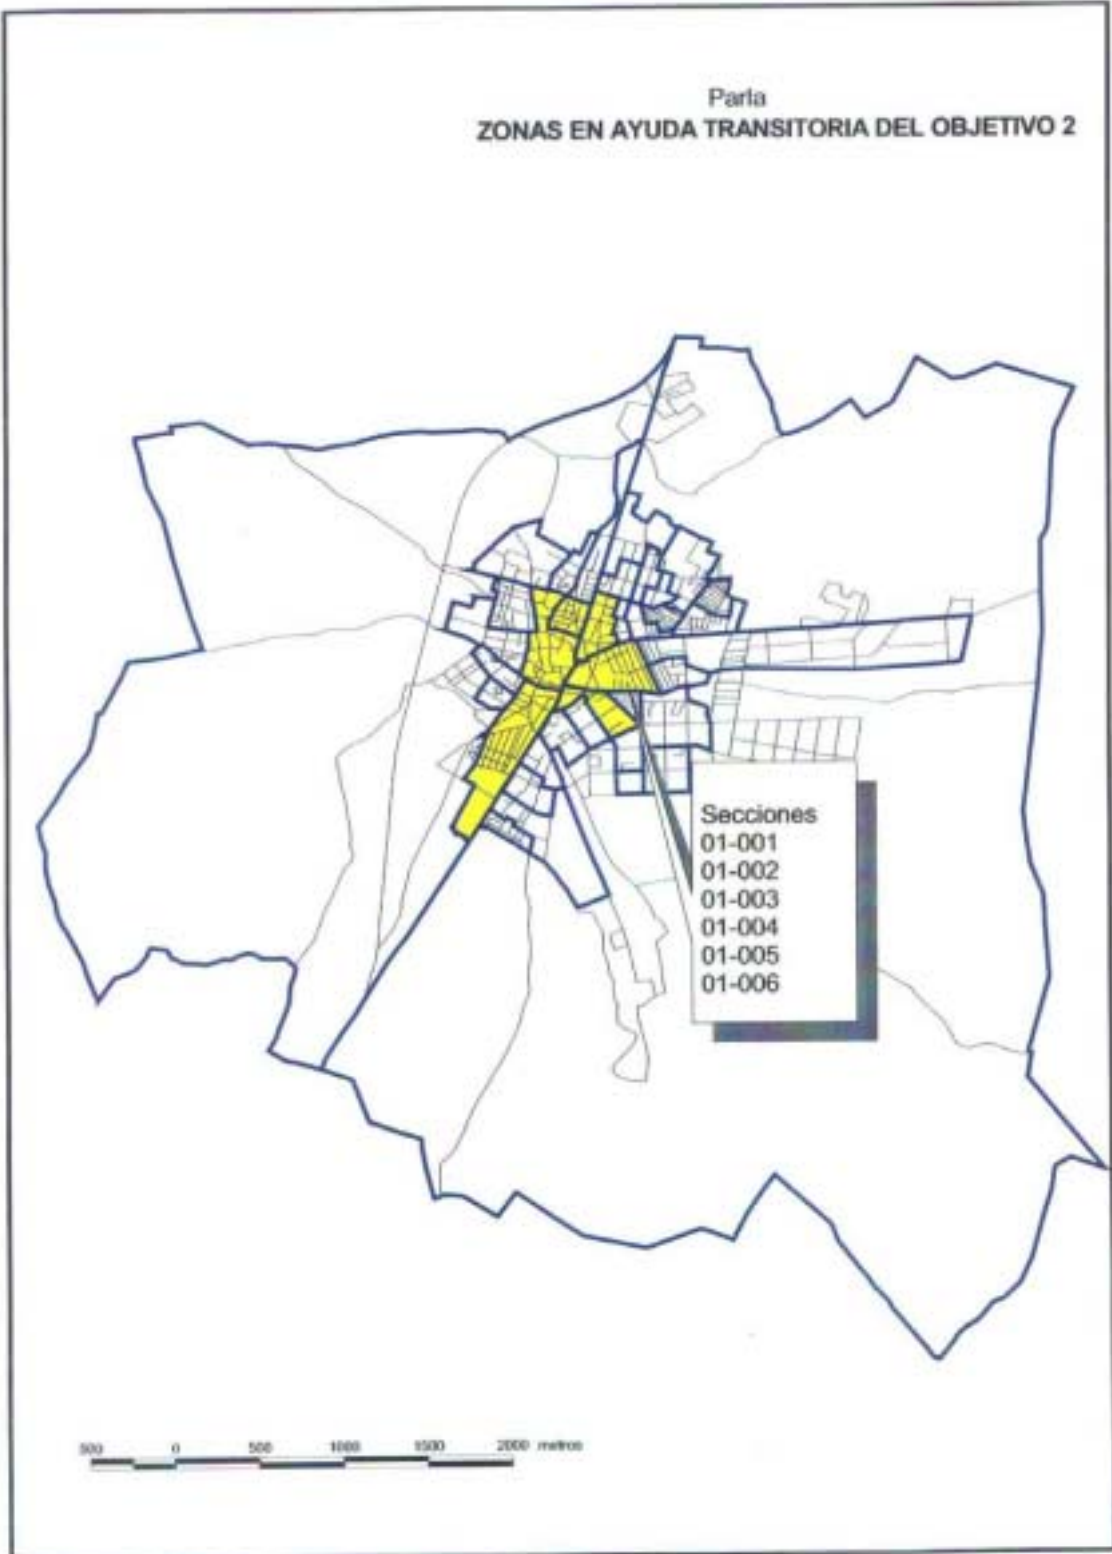 Parla
ZONAS EN AYUDA TRANSITORIA DEL OBJETIVO 2
Secciones
01-001
01-002
01-003
01-004
01-005
01-006
500 0 500 1000 1500 2000 metros